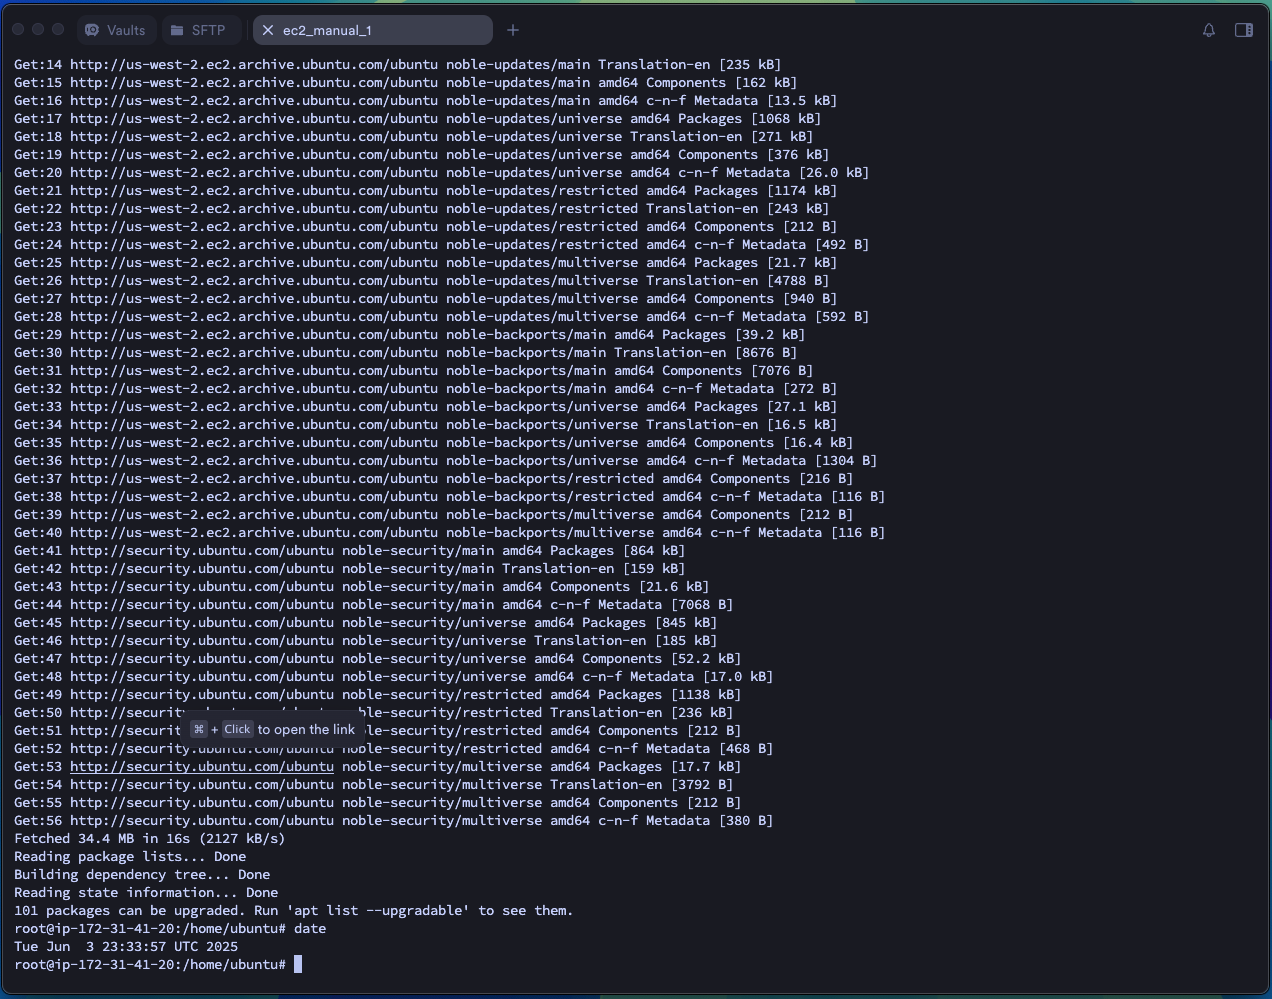 Vaults SFTP ec2_manual_1
Get:14 http://us-west-2.ec2.archive.ubuntu.com/ubuntu noble-updates/main Translation-en [235 kB]
Get:15 http://us-west-2.ec2.archive.ubuntu.com/ubuntu noble-updates/main amd64 Components [162 kB]
Get:16 http://us-west-2.ec2.archive.ubuntu.com/ubuntu noble-updates/main amd64 c-n-f Metadata [13.5 kB]
Get:17 http://us-west-2.ec2.archive.ubuntu.com/ubuntu noble-updates/universe amd64 Packages [1068 kB]
Get:18 http://us-west-2.ec2.archive.ubuntu.com/ubuntu noble-updates/universe Translation-en [271 kB]
Get:19 http://us-west-2.ec2.archive.ubuntu.com/ubuntu noble-updates/universe amd64 Components [376 kB]
Get:20 http://us-west-2.ec2.archive.ubuntu.com/ubuntu noble-updates/universe amd64 c-n-f Metadata [26.0 kB]
Get:21 http://us-west-2.ec2.archive.ubuntu.com/ubuntu noble-updates/restricted amd64 Packages [1174 kB]
Get:22 http://us-west-2.ec2.archive.ubuntu.com/ubuntu noble-updates/restricted Translation-en [243 kB]
Get:23 http://us-west-2.ec2.archive.ubuntu.com/ubuntu noble-updates/restricted amd64 Components [212 B]
Get:24 http://us-west-2.ec2.archive.ubuntu.com/ubuntu noble-updates/restricted amd64 c-n-f Metadata [492 B]
Get:25 http://us-west-2.ec2.archive.ubuntu.com/ubuntu noble-updates/multiverse amd64 Packages [21.7 kB]
Get:26 http://us-west-2.ec2.archive.ubuntu.com/ubuntu noble-updates/multiverse Translation-en [4788 B]
Get:27 http://us-west-2.ec2.archive.ubuntu.com/ubuntu noble-updates/multiverse amd64 Components [940 B]
Get:28 http://us-west-2.ec2.archive.ubuntu.com/ubuntu noble-updates/multiverse amd64 c-n-f Metadata [592 B]
Get:29 http://us-west-2.ec2.archive.ubuntu.com/ubuntu noble-backports/main amd64 Packages [39.2 kB]
Get:30 http://us-west-2.ec2.archive.ubuntu.com/ubuntu noble-backports/main Translation-en [8676 B]
Get:31 http://us-west-2.ec2.archive.ubuntu.com/ubuntu noble-backports/main amd64 Components [7076 B]
Get:32 http://us-west-2.ec2.archive.ubuntu.com/ubuntu noble-backports/main amd64 c-n-f Metadata [272 B]
Get:33 http://us-west-2.ec2.archive.ubuntu.com/ubuntu noble-backports/universe amd64 Packages [27.1 kB]
Get:34 http://us-west-2.ec2.archive.ubuntu.com/ubuntu noble-backports/universe Translation-en [16.5 kB]
Get:35 http://us-west-2.ec2.archive.ubuntu.com/ubuntu noble-backports/universe amd64 Components [16.4 kB]
Get:36 http://us-west-2.ec2.archive.ubuntu.com/ubuntu noble-backports/universe amd64 c-n-f Metadata [1304 B]
Get:37 http://us-west-2.ec2.archive.ubuntu.com/ubuntu noble-backports/restricted amd64 Components [216 B]
Get:38 http://us-west-2.ec2.archive.ubuntu.com/ubuntu noble-backports/restricted amd64 c-n-f Metadata [116 B]
Get:39 http://us-west-2.ec2.archive.ubuntu.com/ubuntu noble-backports/multiverse amd64 Components [212 B]
Get:40 http://us-west-2.ec2.archive.ubuntu.com/ubuntu noble-backports/multiverse amd64 c-n-f Metadata [116 B]
Get:41 http://security.ubuntu.com/ubuntu noble-security/main amd64 Packages [864 kB]
Get:42 http://security.ubuntu.com/ubuntu noble-security/main Translation-en [159 kB]
Get:43 http://security.ubuntu.com/ubuntu noble-security/main amd64 Components [21.6 kB]
Get:44 http://security.ubuntu.com/ubuntu noble-security/main amd64 c-n-f Metadata [7068 B]
Get:45 http://security.ubuntu.com/ubuntu noble-security/universe amd64 Packages [845 kB]
Get:46 http://security.ubuntu.com/ubuntu noble-security/universe Translation-en [185 kB]
Get:47 http://security.ubuntu.com/ubuntu noble-security/universe amd64 Components [52.2 kB]
Get:48 http://security.ubuntu.com/ubuntu noble-security/universe amd64 c-n-f Metadata [17.0 kB]
Get:49 http://security.ubuntu.com/ubuntu noble-security/restricted amd64 Packages [1138 kB]
Get:50 http://security ble-security/restricted Translation-en [236 kB]
⌘ + Click to open the link
Get:51 http://security le-security/restricted amd64 Components [212 B]
Get:52 http://security le-security/restricted amd64 c-n-f Metadata [468 B]
Get:53 http://security.ubuntu.com/ubuntu noble-security/multiverse amd64 Packages [17.7 kB]
Get:54 http://security.ubuntu.com/ubuntu noble-security/multiverse Translation-en [3792 B]
Get:55 http://security.ubuntu.com/ubuntu noble-security/multiverse amd64 Components [212 B]
Get:56 http://security.ubuntu.com/ubuntu noble-security/multiverse amd64 c-n-f Metadata [380 B]
Fetched 34.4 MB in 16s (2127 kB/s)
Reading package lists... Done
Building dependency tree... Done
Reading state information... Done
101 packages can be upgraded. Run 'apt list --upgradable' to see them.
root@ip-172-31-41-20:/home/ubuntu# date
Tue Jun  3 23:33:57 UTC 2025
root@ip-172-31-41-20:/home/ubuntu#